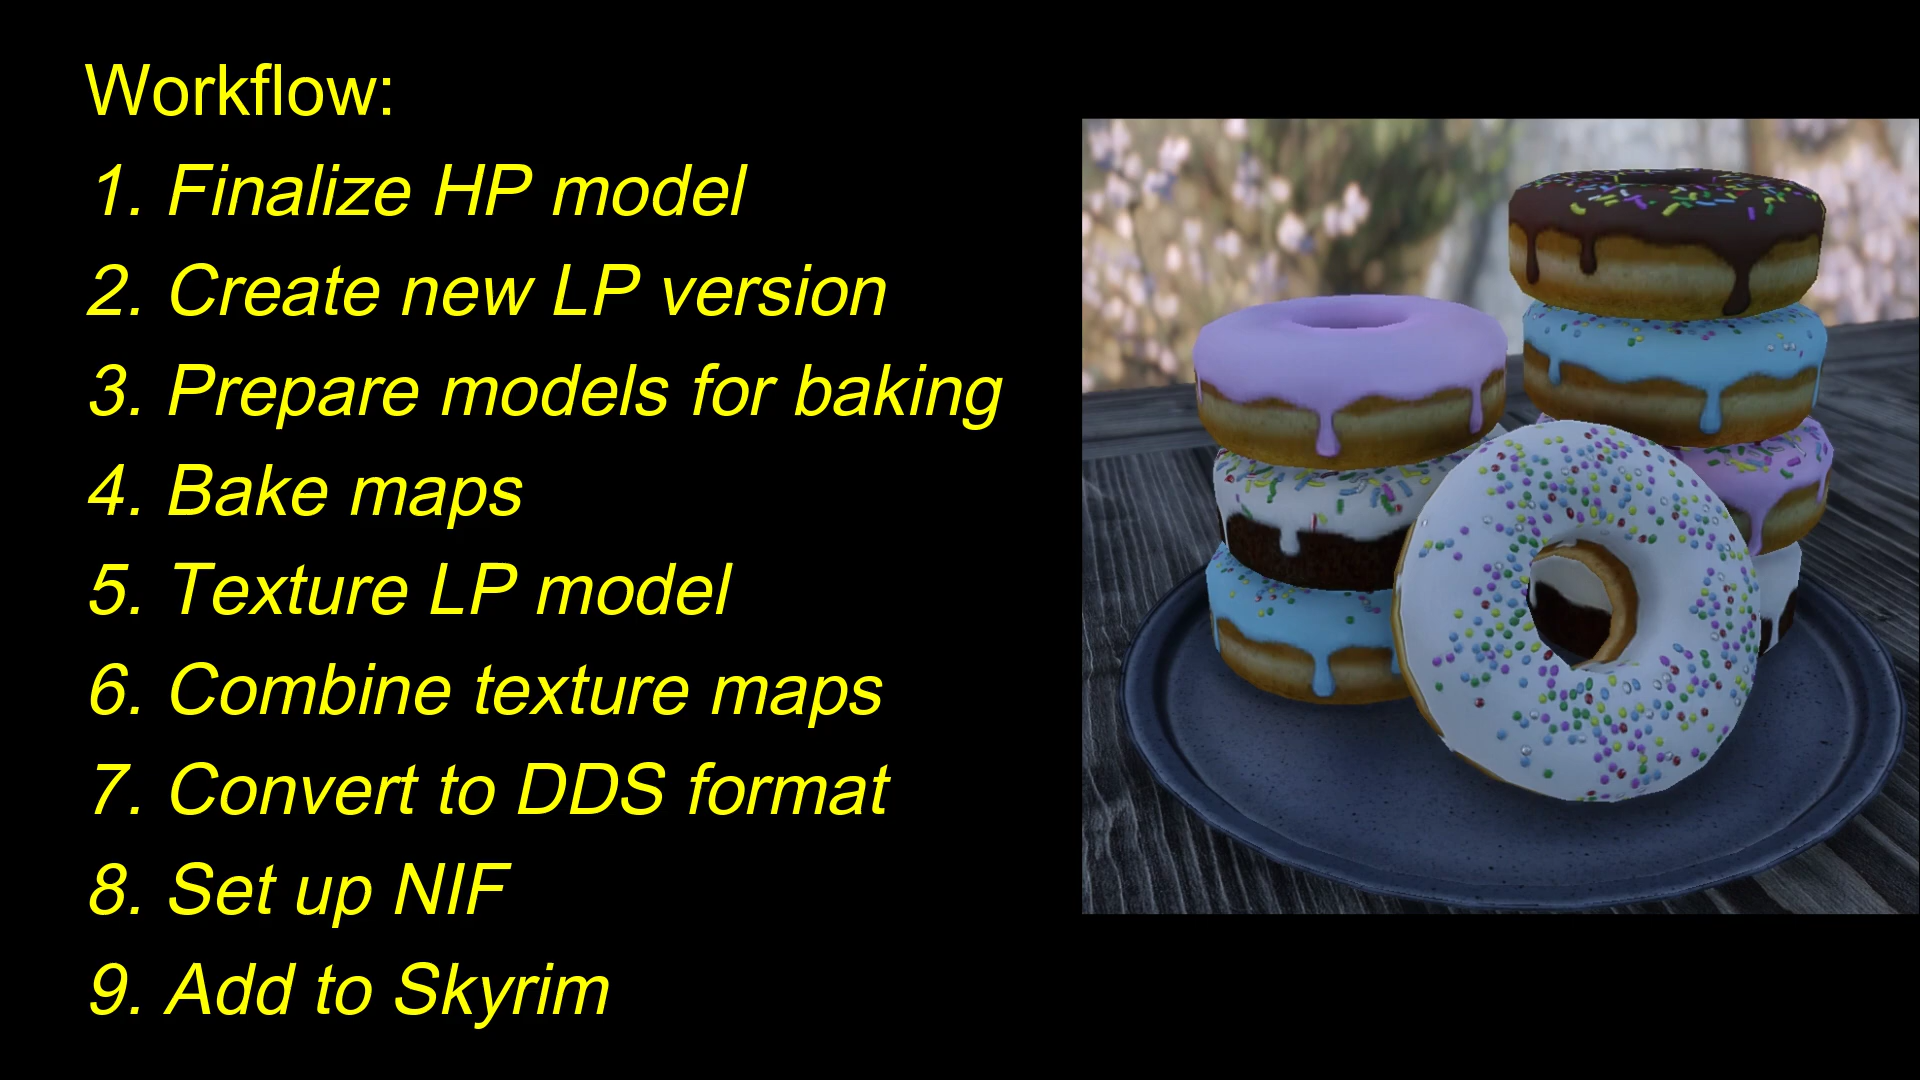 Workflow:
1. Finalize HP model
2. Create new LP version
3. Prepare models for baking
4. Bake maps
5. Texture LP model
6. Combine texture maps
7. Convert to DDS format
8. Set up NIF
9. Add to Skyrim